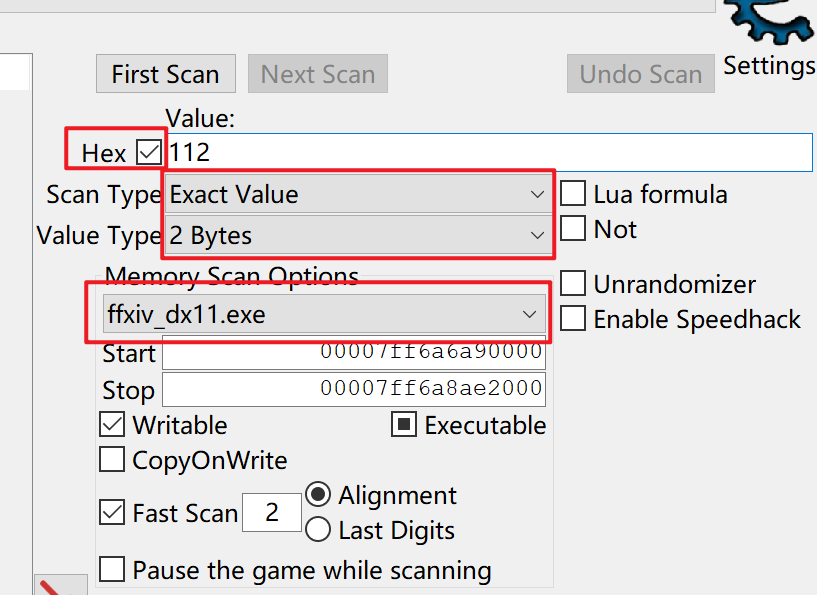 First Scan Next Scan Undo Scan Settings
Value:
Hex 112
Scan Type Exact Value Lua formula
Value Type 2 Bytes Not
Memory Scan Options
Unrandomizer
ffxiv_dx11.exe Enable Speedhack
Start 00007ff6a6a90000
Stop 00007ff6a8ae2000
Writable Executable
CopyOnWrite
Alignment
Fast Scan 2
Last Digits
Pause the game while scanning